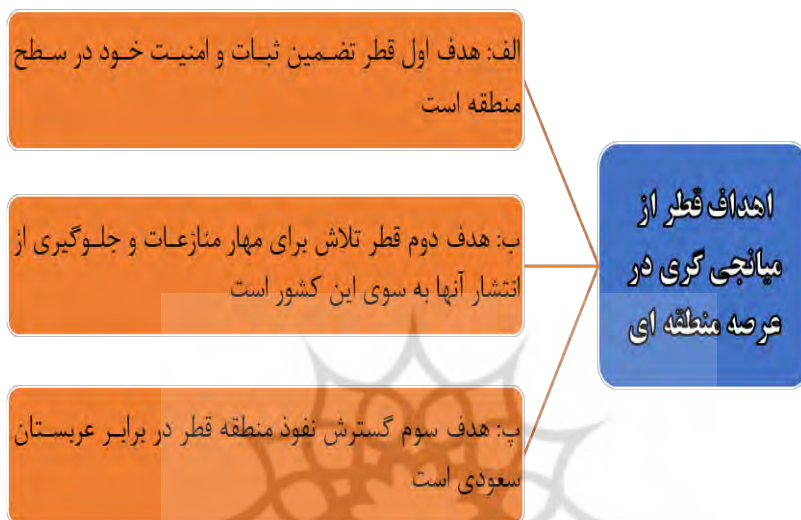 اهداف قطر از
میانجی گری در
عرصه منطقه ای
الف: هدف اول قطر تضمین ثبات و امنیت خود در سطح
منطقه است
ب: هدف دوم قطر تلاش برای مهار منازعات و جلوگیری از
انتشار آنها به سوی این کشور است
پ: هدف سوم گسترش نفوذ منطقه قطر در برابر عربستان
سعودی است